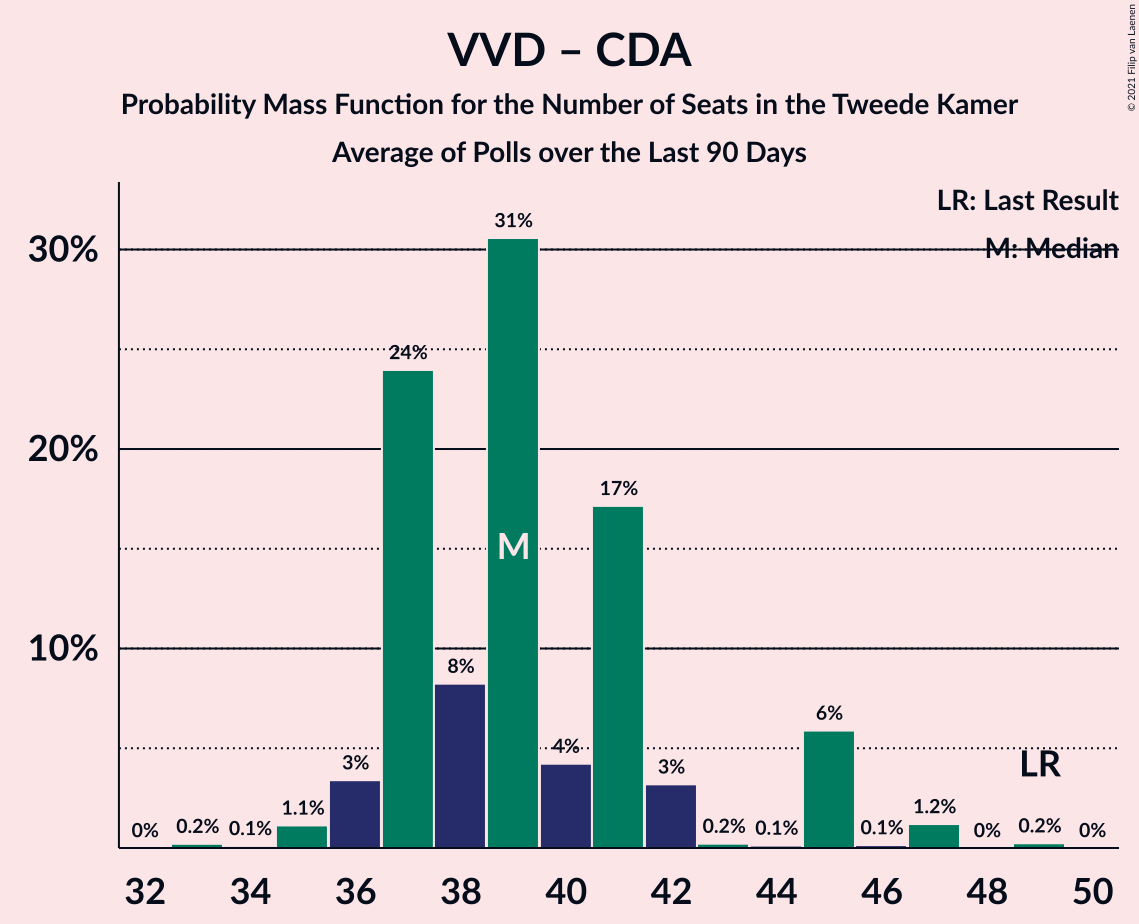 VVD – CDA
Probability Mass Function for the Number of Seats in the Tweede Kamer
Average of Polls over the Last 90 Days
© 2021 Filip van Laenen
LR: Last Result
M: Median
30%
20%
10%
0%
0.2%
0.1%
1.1%
3%
24%
8%
31%
M
4%
17%
3%
0.2%
0.1%
6%
0.1%
1.2%
0%
LR
0.2%
0%
32 34 36 38 40 42 44 46 48 50